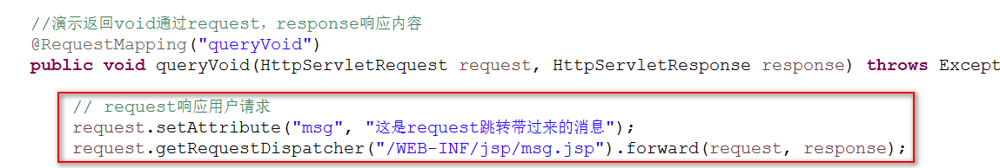 //演示返回void通过request，response响应内容
@RequestMapping("queryVoid")
public void queryVoid(HttpServletRequest request, HttpServletResponse response) throws Except
// request响应用户请求
request.setAttribute("msg", "这是request跳转带过来的消息");
request.getRequestDispatcher("/WEB-INF/jsp/msg.jsp").forward(request, response);